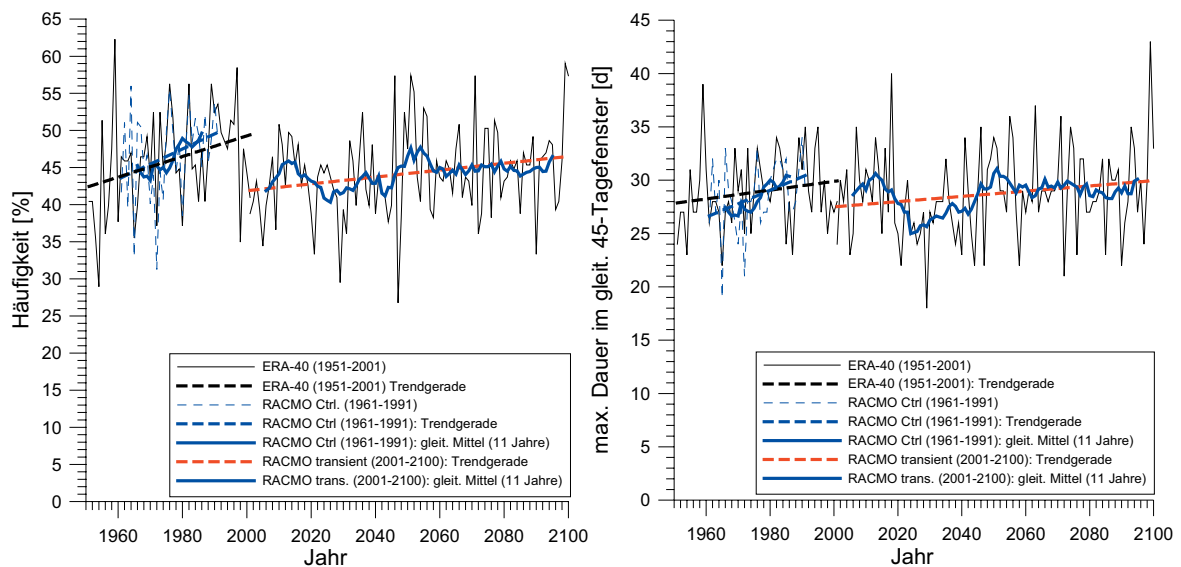 Häufigkeit [%]
65
60
55
50
45
40
35
30
25
20
15
10
5
0
ERA-40 (1951-2001)
ERA-40 (1951-2001) Trendgerade
RACMO Ctrl. (1961-1991)
RACMO Ctrl (1961-1991): Trendgerade
RACMO Ctrl (1961-1991): gleit. Mittel (11 Jahre)
RACMO transient (2001-2100): Trendgerade
RACMO trans. (2001-2100): gleit. Mittel (11 Jahre)
1960 1980 2000 2020 2040 2060 2080 2100
Jahr
max. Dauer im gleit. 45-Tagefenster [d]
45
40
35
30
25
20
15
10
5
0
ERA-40 (1951-2001)
ERA-40 (1951-2001): Trendgerade
RACMO Ctrl. (1961-1991)
RACMO Ctrl (1961-1991): Trendgerade
RACMO Ctrl (1961-1991): gleit. Mittel (11 Jahre)
RACMO transient (2001-2100): Trendgerade
RACMO trans. (2001-2100): gleit. Mittel (11 Jahre)
1960 1980 2000 2020 2040 2060 2080 2100
Jahr